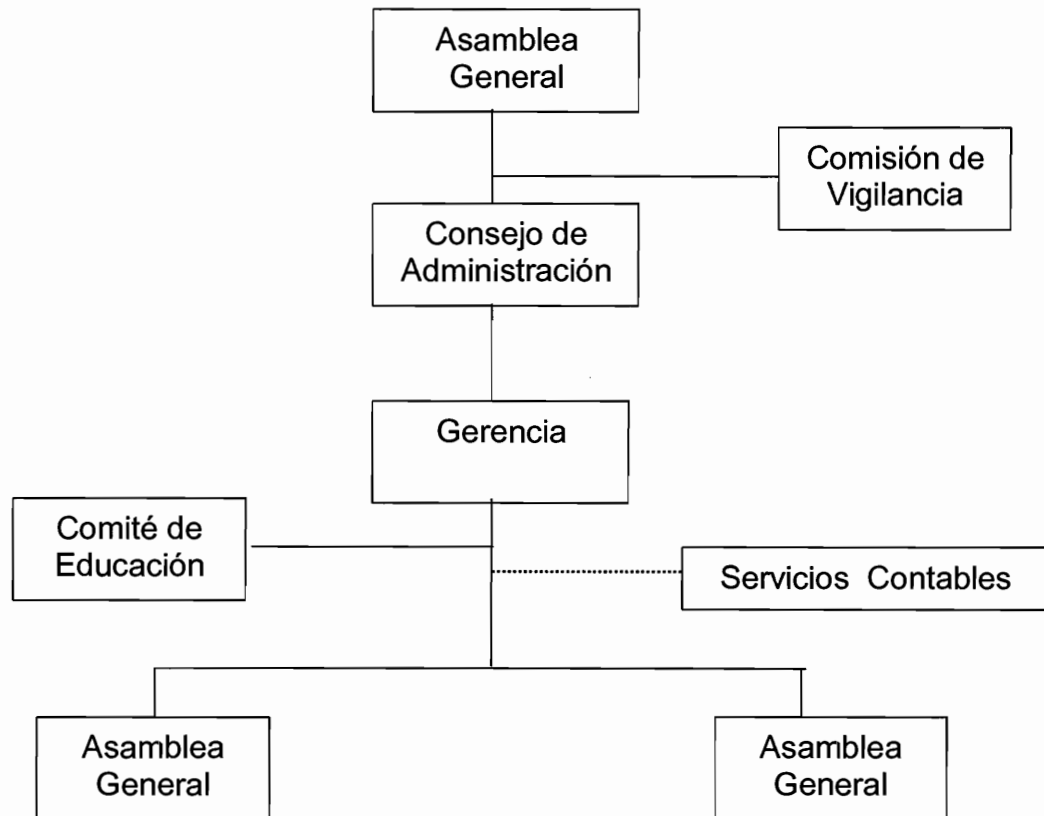 Asamblea
General
Comisión de
Vigilancia
Consejo de
Administración
Gerencia
Comité de
Educación
Servicios Contables
Asamblea
General
Asamblea
General